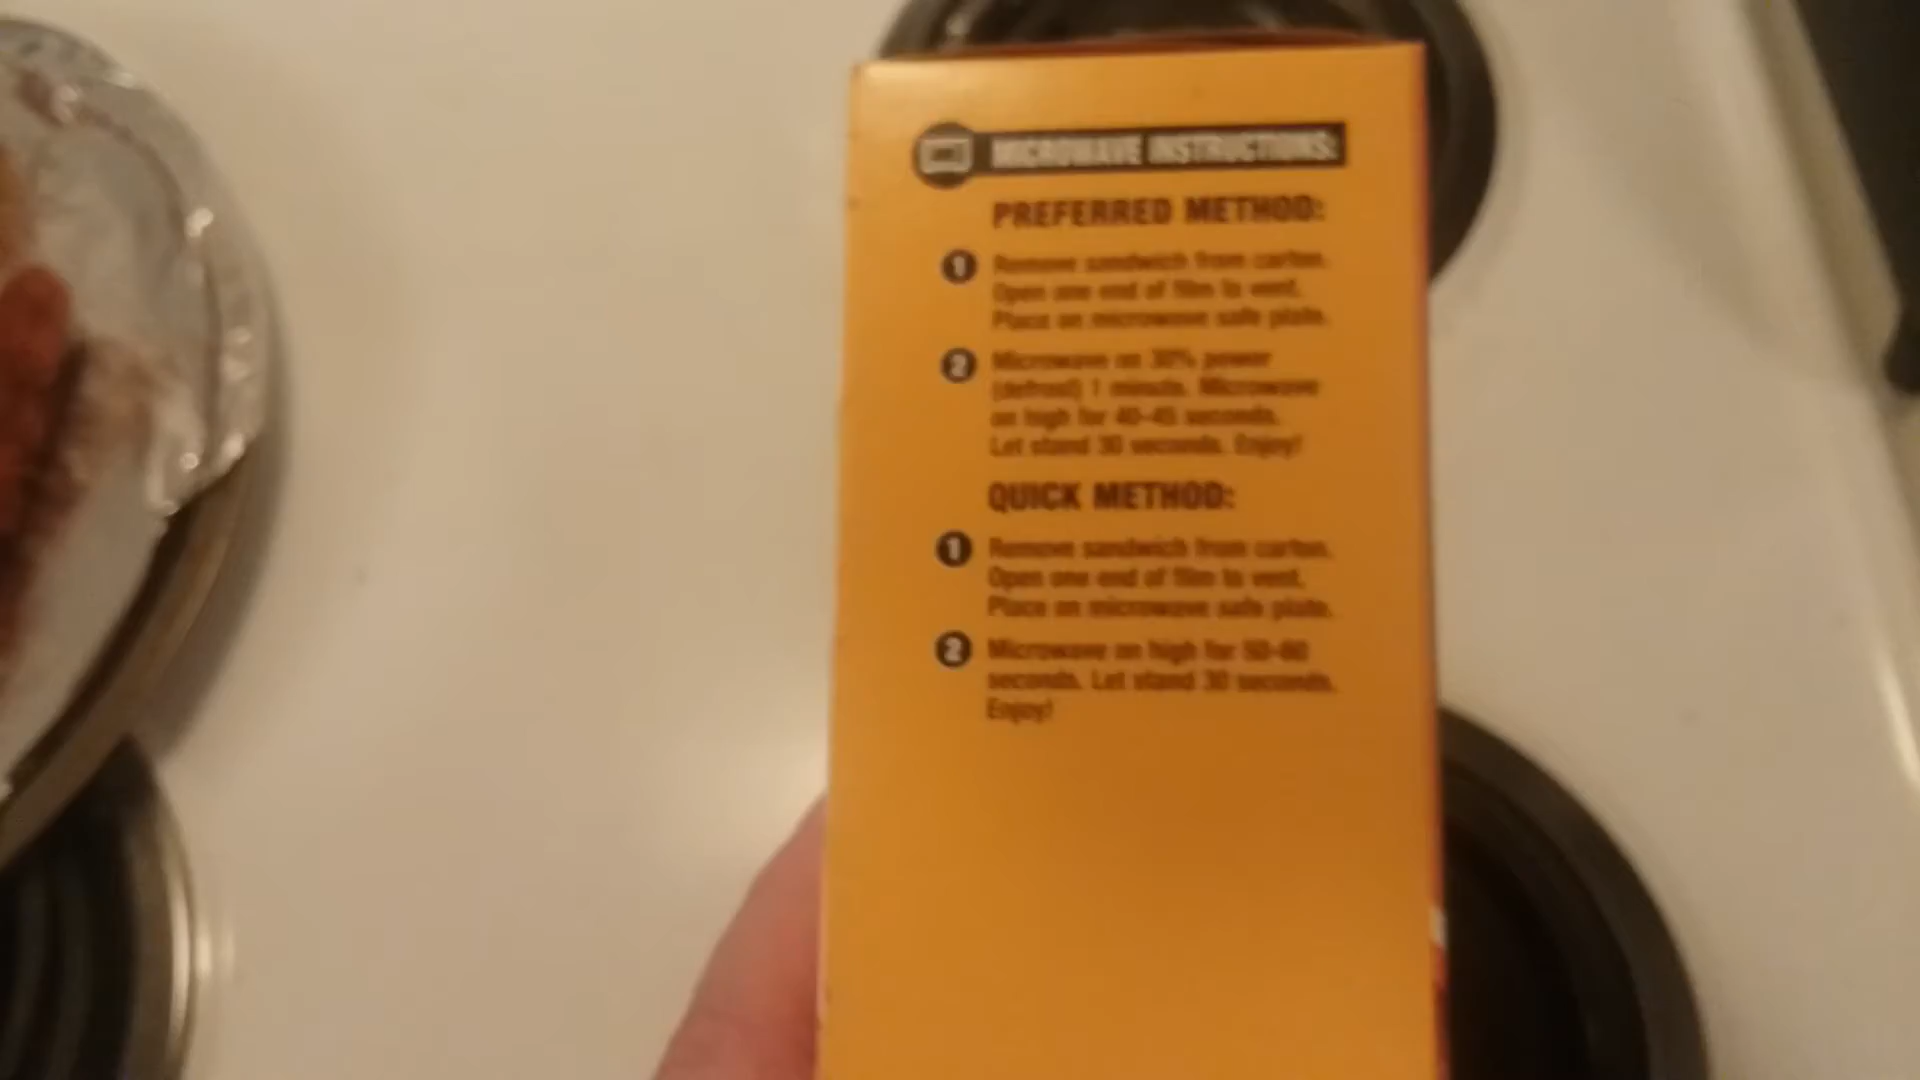 MICROWAVE INSTRUCTIONS:
PREFERRED METHOD:
1 Remove sandwich from carton.
Open one end of film to vent.
Place on microwave safe plate.
2 Microwave on 30% power
(defrost) 1 minute. Microwave
on high for 40-45 seconds.
Let stand 30 seconds. Enjoy!
QUICK METHOD:
1 Remove sandwich from carton.
Open one end of film to vent.
Place on microwave safe plate.
2 Microwave on high for 50-60
seconds. Let stand 30 seconds.
Enjoy!